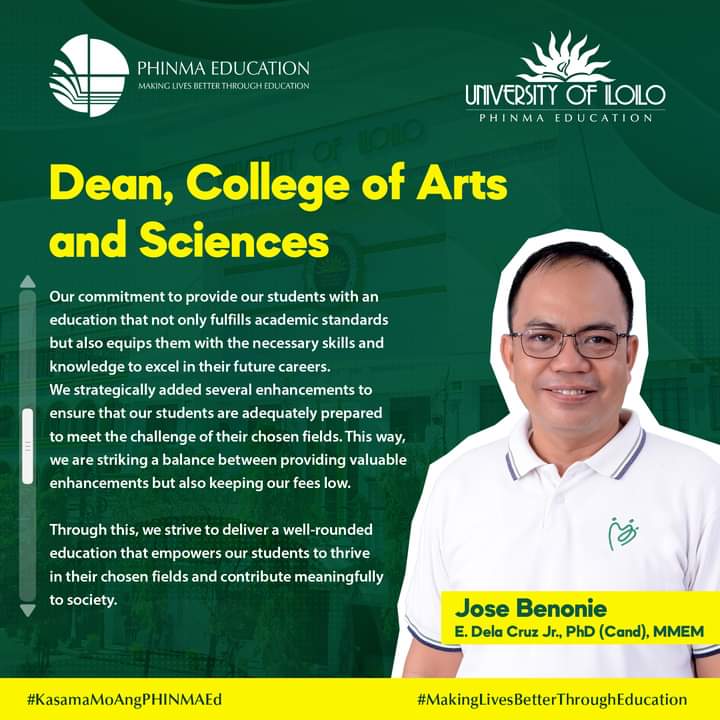 PHINMA EDUCATION
MAKING LIVES BETTER THROUGH EDUCATION
UNIVERSITY OF ILOILO
PHINMA EDUCATION
UNIVERSITY OF ILOILO
Dean, College of Arts
and Sciences
Our commitment to provide our students with an
education that not only fulfills academic standards
but also equips them with the necessary skills and
knowledge to excel in their future careers.
We strategically added several enhancements to
ensure that our students are adequately prepared
to meet the challenge of their chosen fields. This way,
we are striking a balance between providing valuable
enhancements but also keeping our fees low.
Through this, we strive to deliver a well-rounded
education that empowers our students to thrive
in their chosen fields and contribute meaningfully
to society.
Jose Benonie
E. Dela Cruz Jr., PhD (Cand), MMEM
#KasamaMoAngPHINMAEd
#MakingLivesBetterThroughEducation